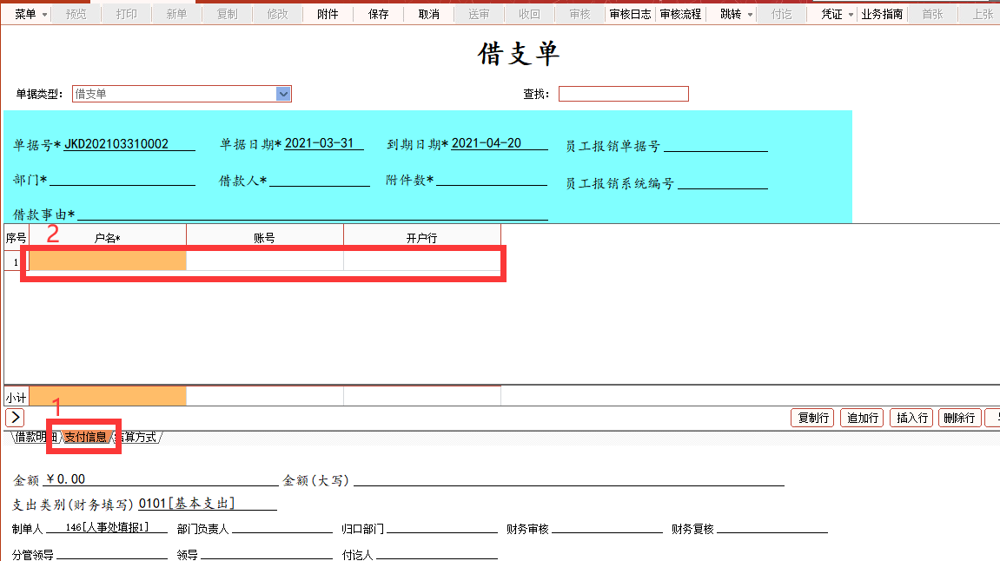 菜单 预览 打印 新单 复制 修改 附件 保存 取消 送审 收回 审核 审核日志 审核流程 跳转 付讫 凭证 业务指南 首张 上张
借支单
单据类型: 借支单 查找:
单据号* JKD202103310002 单据日期* 2021-03-31 到期日期* 2021-04-20 员工报销单据号
部门* 借款人* 附件数* 员工报销系统编号
借款事由*
序号 2 户名* 账号 开户行
1
小计 1
> 复制行 追加行 插入行 删除行
借款明细 支付信息 结算方式
金额 ￥0.00 金额(大写)
支出类别(财务填写) 0101[基本支出]
制单人 146[人事处填报1] 部门负责人 归口部门 财务审核 财务复核
分管领导 领导 付讫人